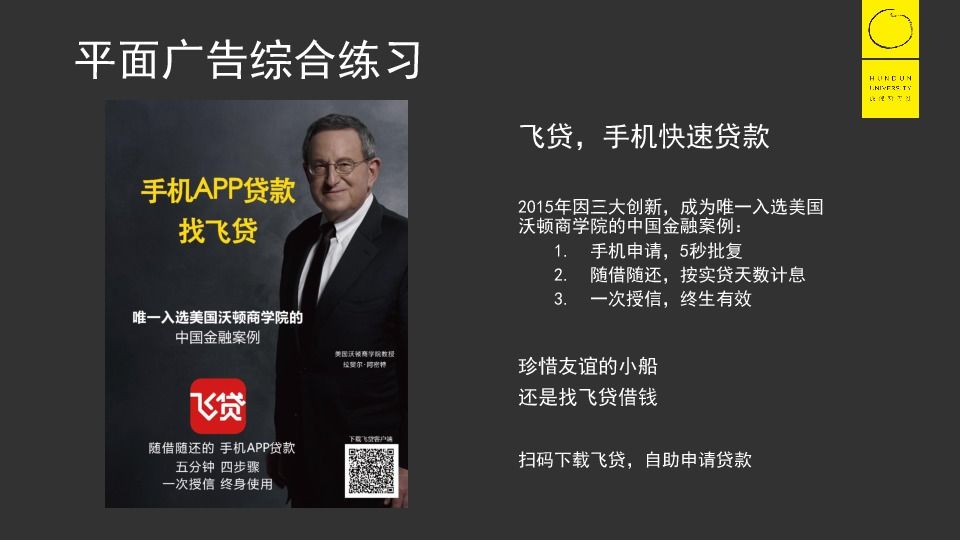 平面广告综合练习
HUNDUN
UNIVERSITY
手机APP贷款
找飞贷
唯一入选美国沃顿商学院的
中国金融案例
美国沃顿商学院教授
拉斐尔·阿密特
飞贷
随借随还的 手机APP贷款
五分钟 四步骤
一次授信 终身使用
下载飞贷客户端
飞贷，手机快速贷款
2015年因三大创新，成为唯一入选美国
沃顿商学院的中国金融案例：
1. 手机申请，5秒批复
2. 随借随还，按实贷天数计息
3. 一次授信，终生有效
珍惜友谊的小船
还是找飞贷借钱
扫码下载飞贷，自助申请贷款